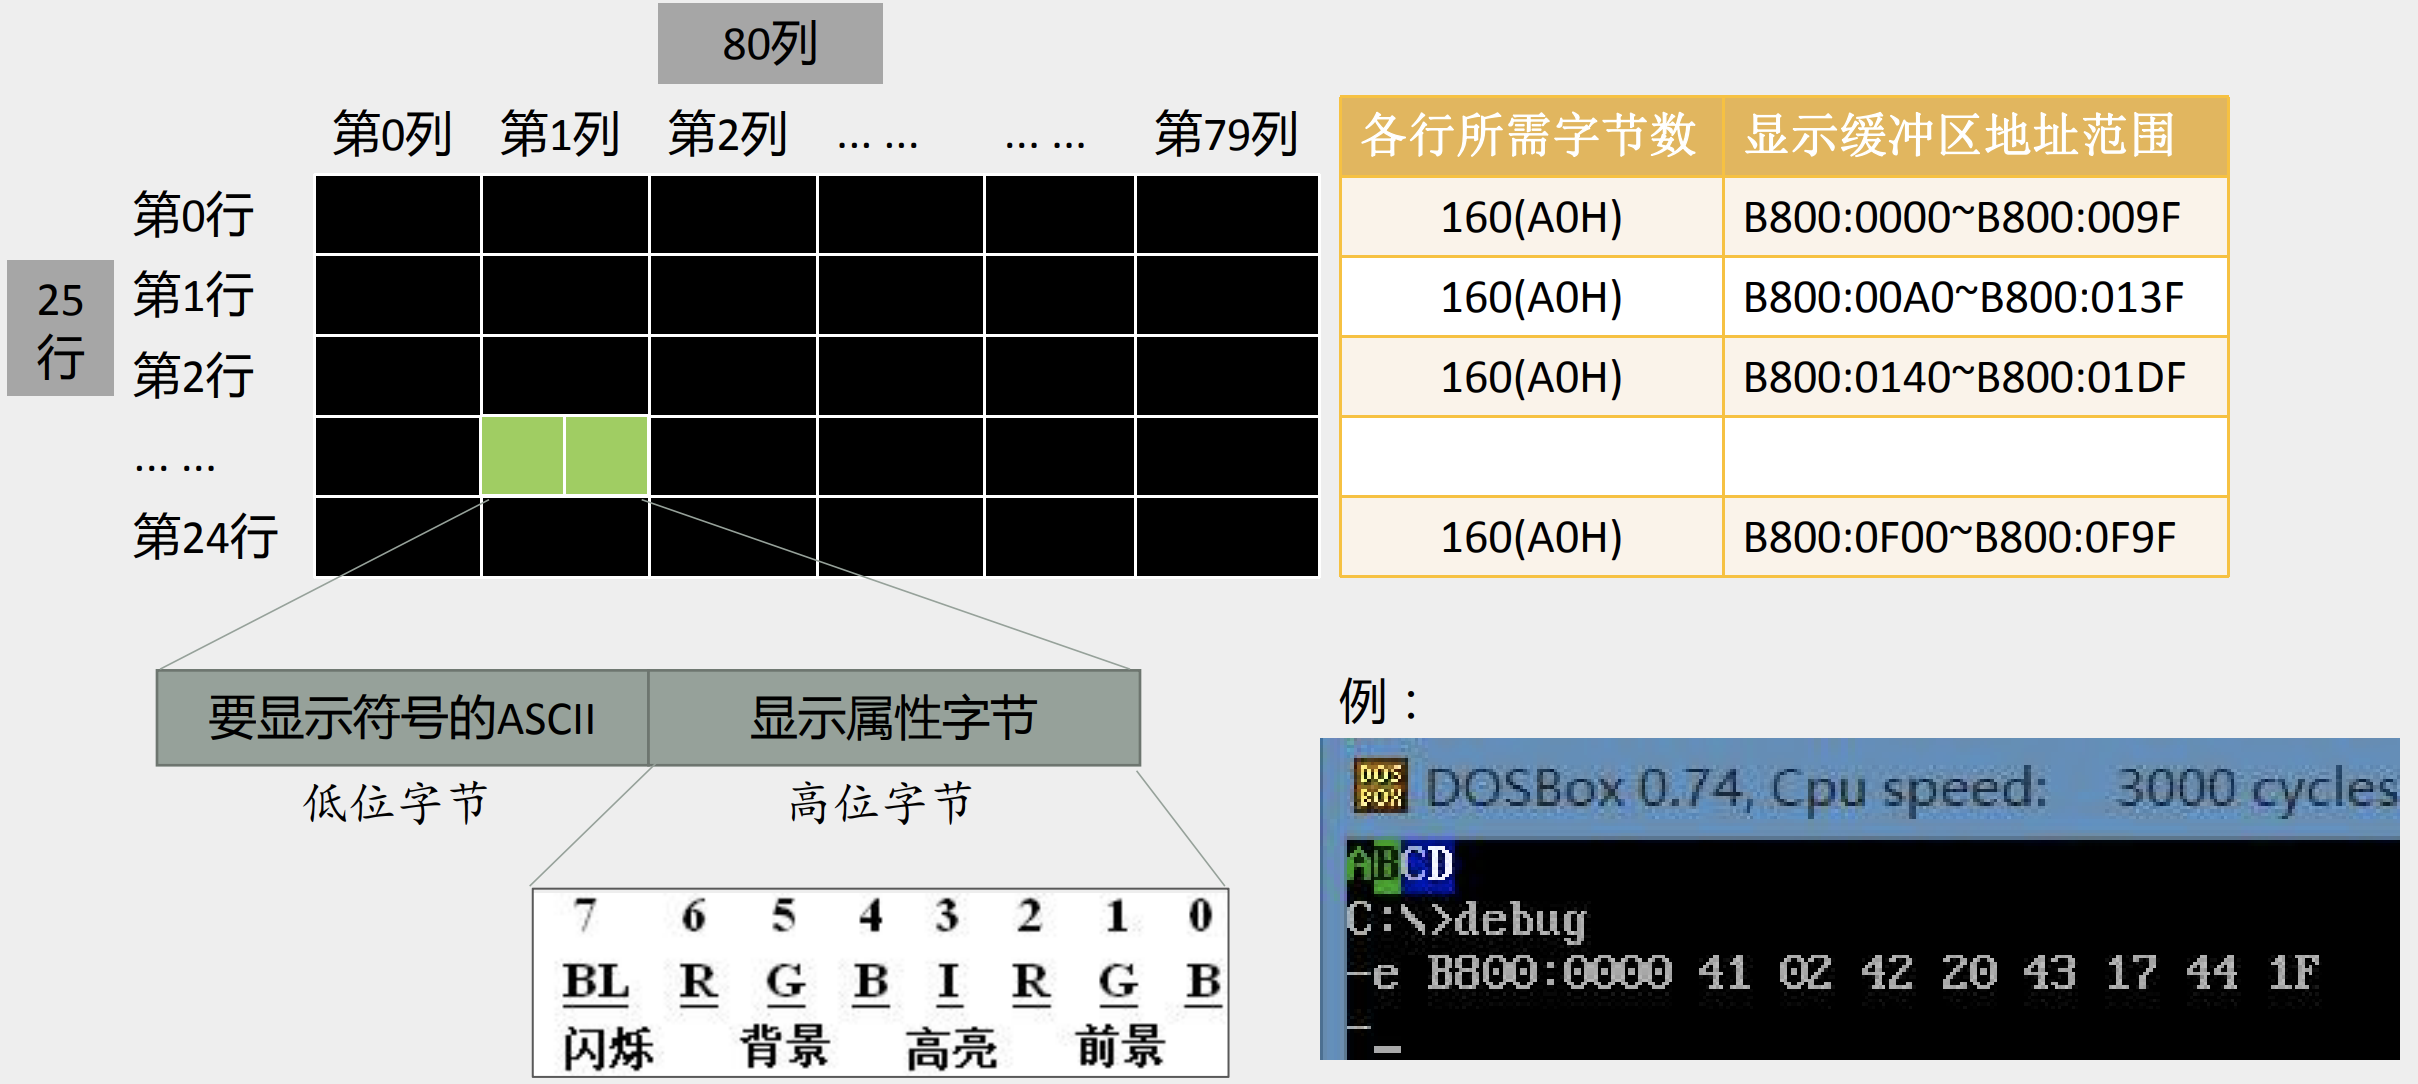 80列
第0列 第1列 第2列 ... ... ... ... 第79列
各行所需字节数 显示缓冲区地址范围
第0行 160(A0H) B800:0000~B800:009F
25
行
第1行 160(A0H) B800:00A0~B800:013F
第2行 160(A0H) B800:0140~B800:01DF
... ...
第24行 160(A0H) B800:0F00~B800:0F9F
要显示符号的ASCII 显示属性字节
低位字节 高位字节
7 6 5 4 3 2 1 0
BL R G B I R G B
闪烁 背景 高亮 前景
例：
DOS
BOX
DOSBox 0.74, Cpu speed: 3000 cycles
ABCD
C:\>debug
-e B800:0000 41 02 42 20 43 17 44 1F
-_